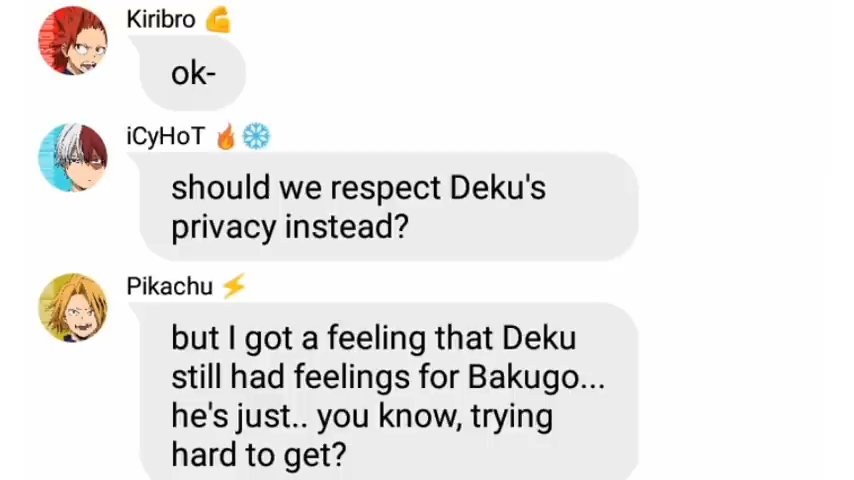 Kiribro 💪
ok-
iCyHoT 🔥❄️
should we respect Deku's
privacy instead?
Pikachu ⚡
but I got a feeling that Deku
still had feelings for Bakugo...
he's just.. you know, trying
hard to get?